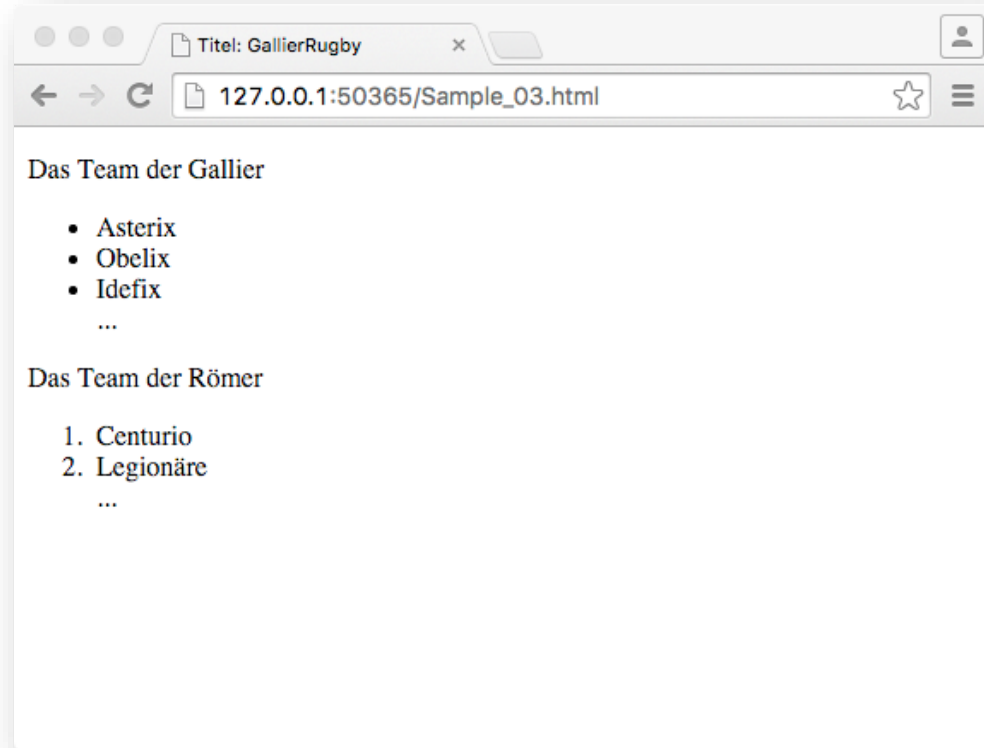 Titel: GallierRugby
127.0.0.1:50365/Sample_03.html
Das Team der Gallier
• Asterix
• Obelix
• Idefix
...
Das Team der Römer
1. Centurio
2. Legionäre
...